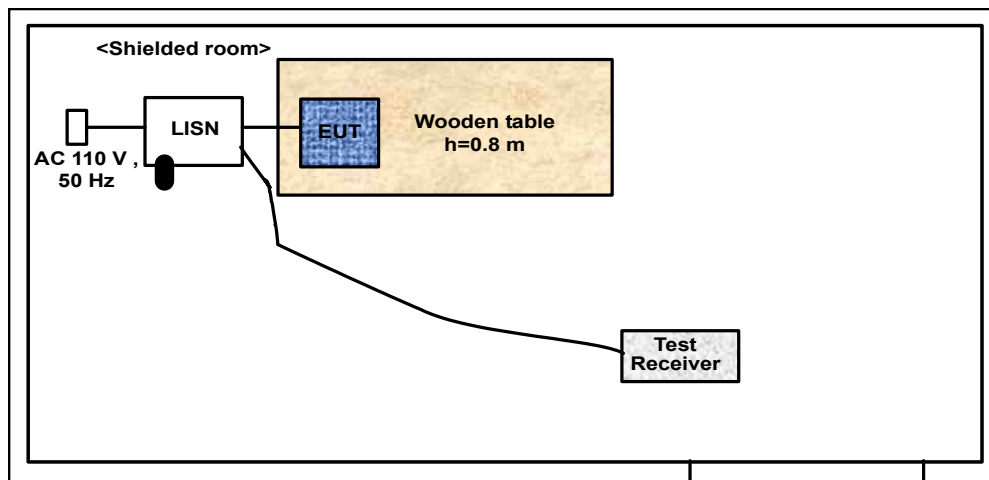 <Shielded room>
LISN
EUT
Wooden table
h=0.8 m
AC 110 V ,
50 Hz
Test
Receiver